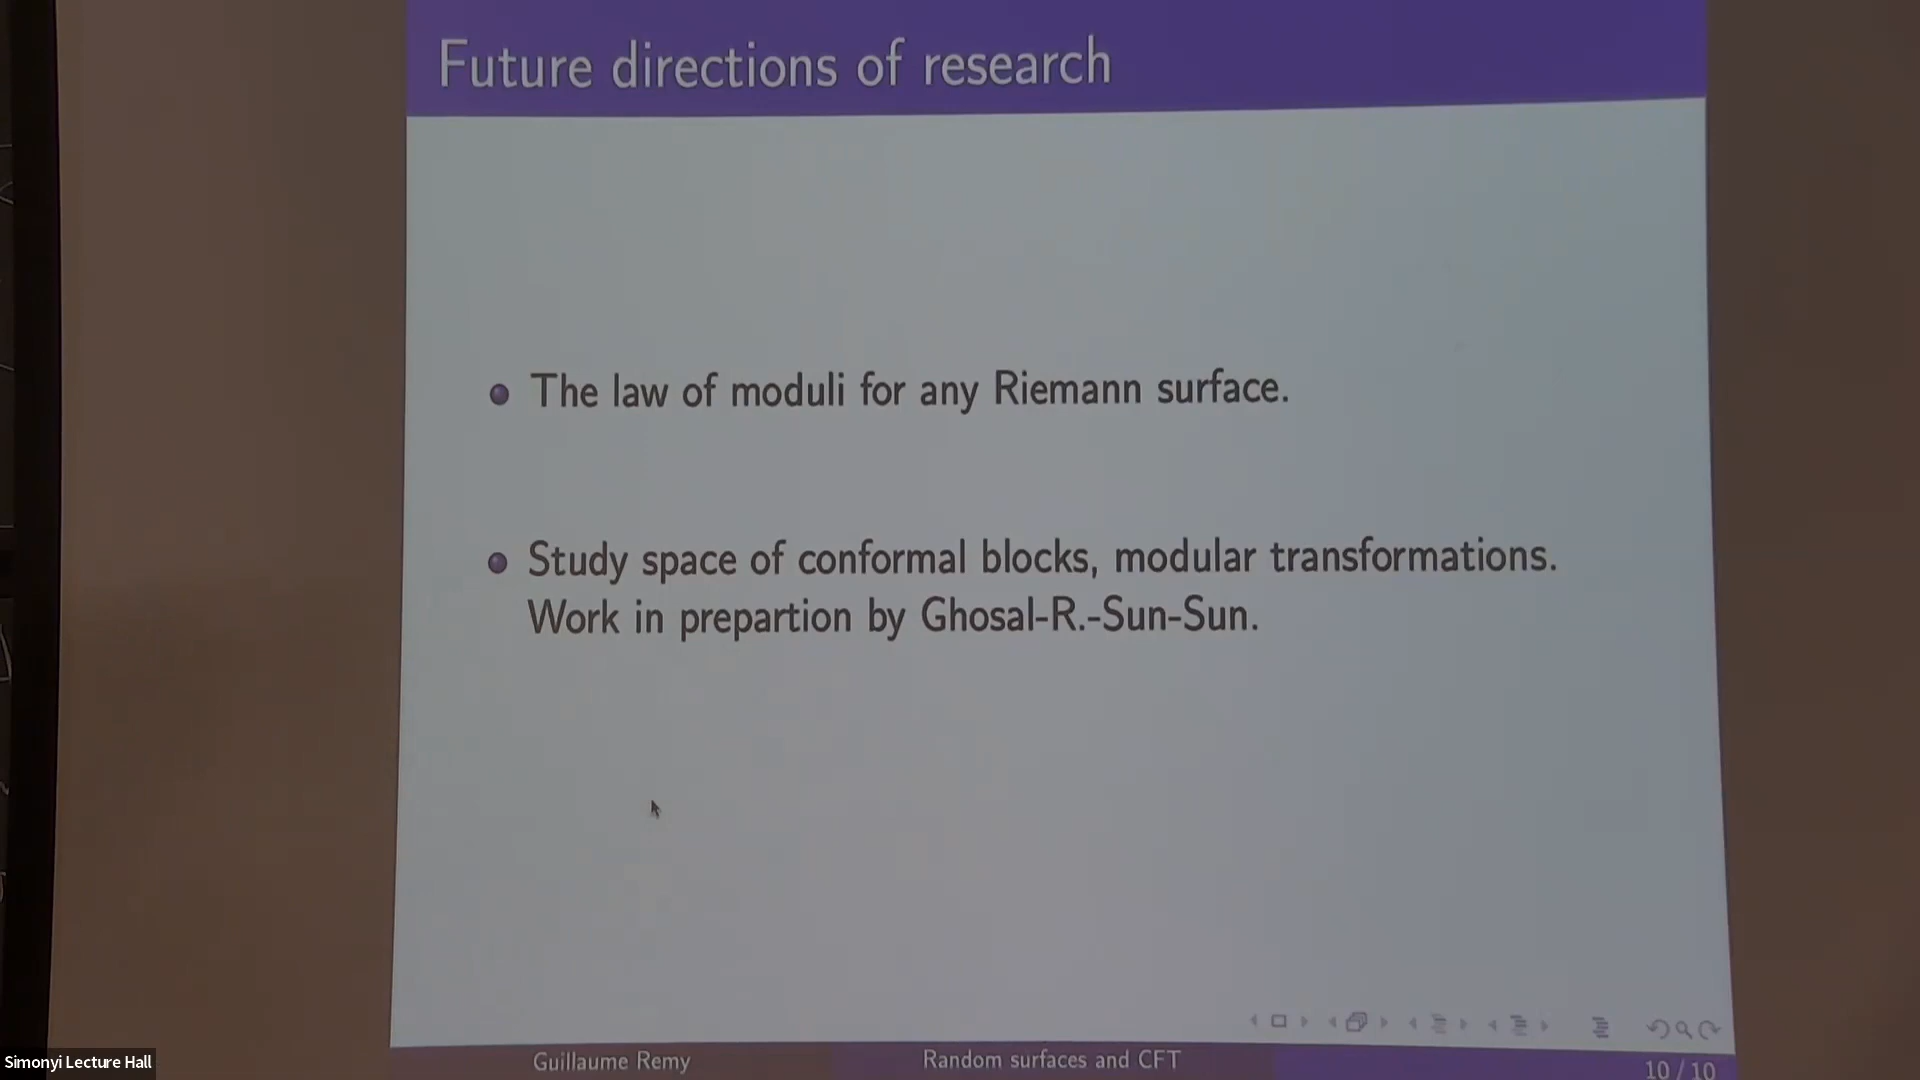 Future directions of research
The law of moduli for any Riemann surface.
Study space of conformal blocks, modular transformations.
Work in prepartion by Ghosal-R.-Sun-Sun.
Guillaume Remy
Random surfaces and CFT
10 / 10
Simonyi Lecture Hall